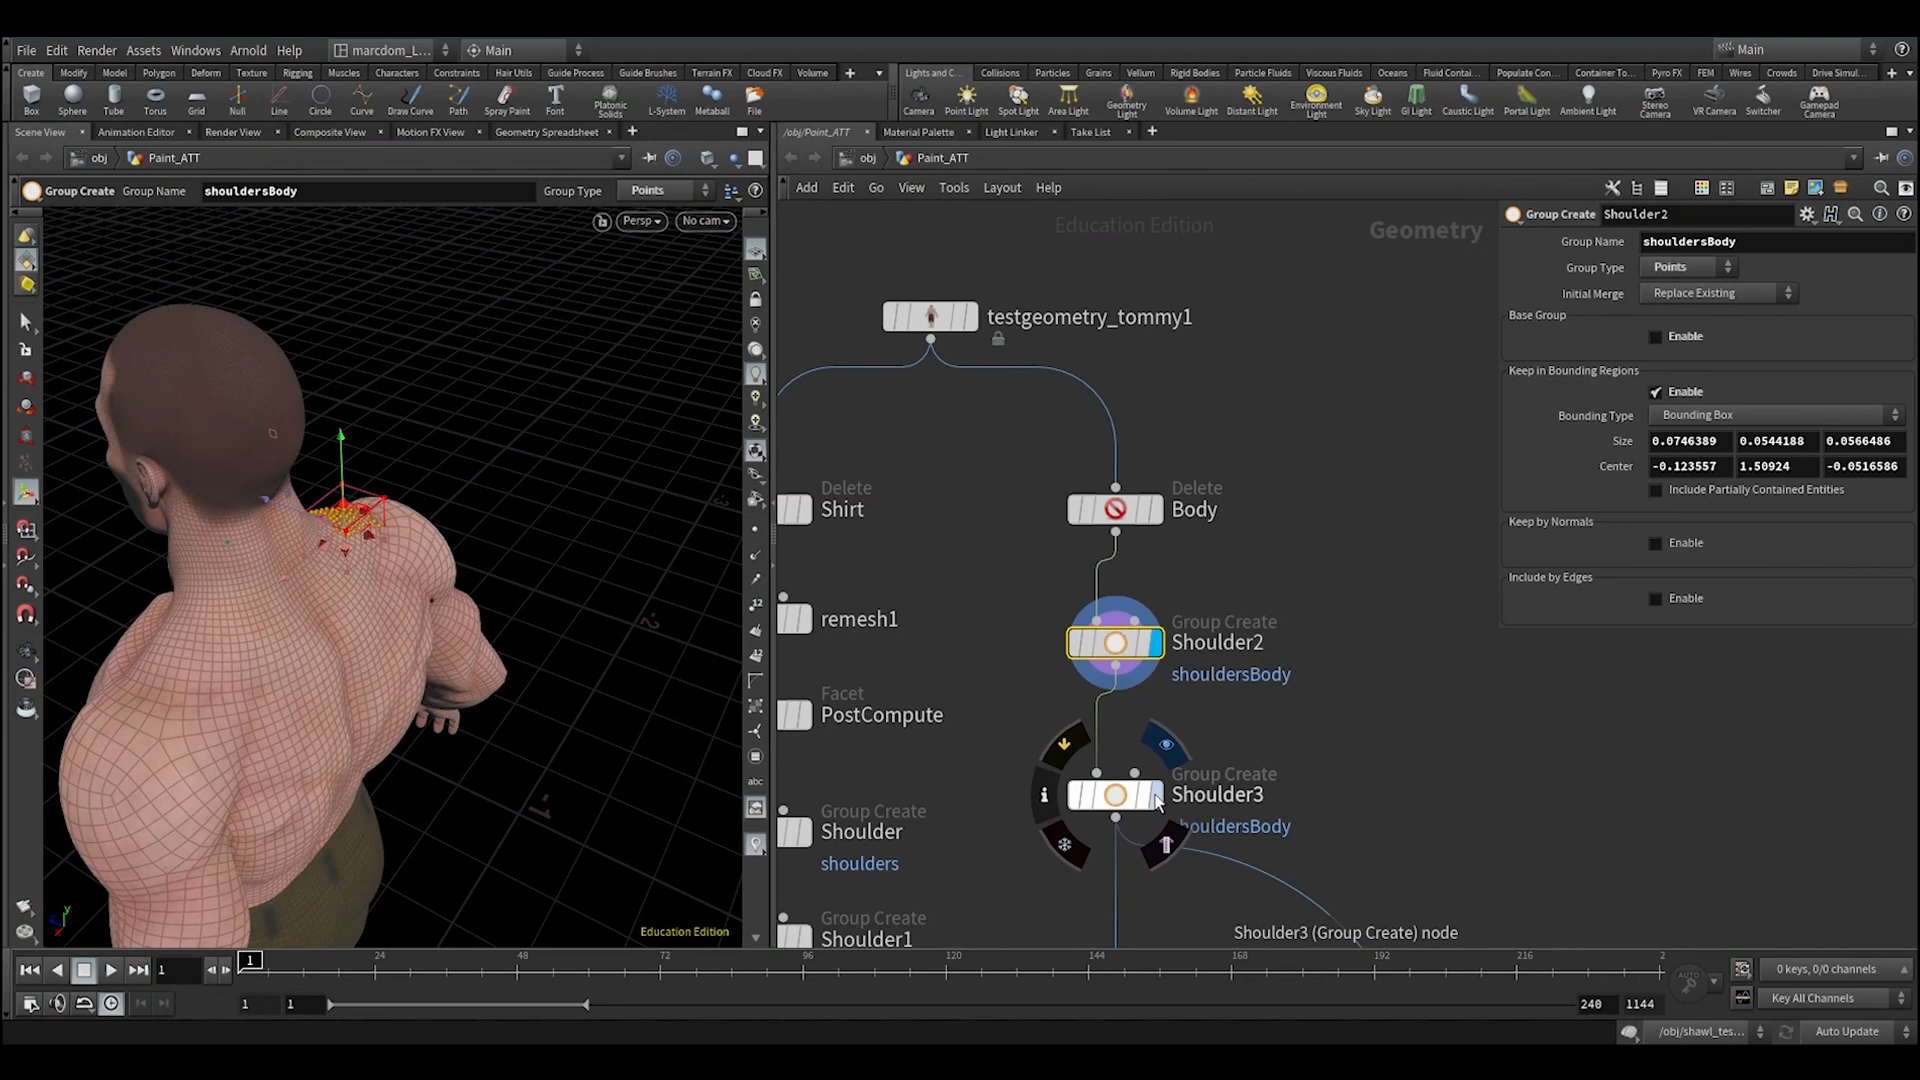 File Edit Render Assets Windows Arnold Help marcdom_L... Main Main
Create Modify Model Polygon Deform Texture Rigging Muscles Characters Constraints Hair Utils Guide Process Guide Brushes Terrain FX Cloud FX Volume Lights and C... Collisions Particles Grains Vellum Rigid Bodies Particle Fluids Viscous Fluids Oceans Fluid Contai... Populate Con... Container To... Pyro FX FEM Wires Crowds Drive Simul...
Box Sphere Tube Torus Grid Null Line Circle Curve Draw Curve Path Spray Paint Font Platonic Solids L-System Metaball File Camera Point Light Spot Light Area Light Geometry Light Volume Light Distant Light Environment Light Sky Light GI Light Caustic Light Portal Light Ambient Light Stereo Camera VR Camera Switcher Gamepad Camera
Scene View Animation Editor Render View Composite View Motion FX View Geometry Spreadsheet /obj/Paint_ATT Material Palette Light Linker Take List
obj Paint_ATT obj Paint_ATT
Group Create Group Name shouldersBody Group Type Points
Add Edit Go View Tools Layout Help
Persp No cam
Education Edition
Geometry
Group Create Shoulder2
Group Name shouldersBody
Group Type Points
Initial Merge Replace Existing
Base Group
Enable
Keep in Bounding Regions
Enable
Bounding Type Bounding Box
Size 0.0746389 0.0544188 0.0566486
Center -0.123557 1.50924 -0.0516586
Include Partially Contained Entities
Keep by Normals
Enable
Include by Edges
Enable
testgeometry_tommy1
Delete
Shirt
Delete
Body
remesh1
Group Create
Shoulder2
shouldersBody
Facet
PostCompute
Group Create
Shoulder3
houldersBody
Group Create
Shoulder
shoulders
Group Create
Shoulder1
Shoulder3 (Group Create) node
12
12
abc
y
x
Education Edition
1 1 24 48 72 96 120 144 168 192 216 2
AUTO
0 keys, 0/0 channels
1 1 240 1144 Key All Channels
/obj/shawl_tes... Auto Update